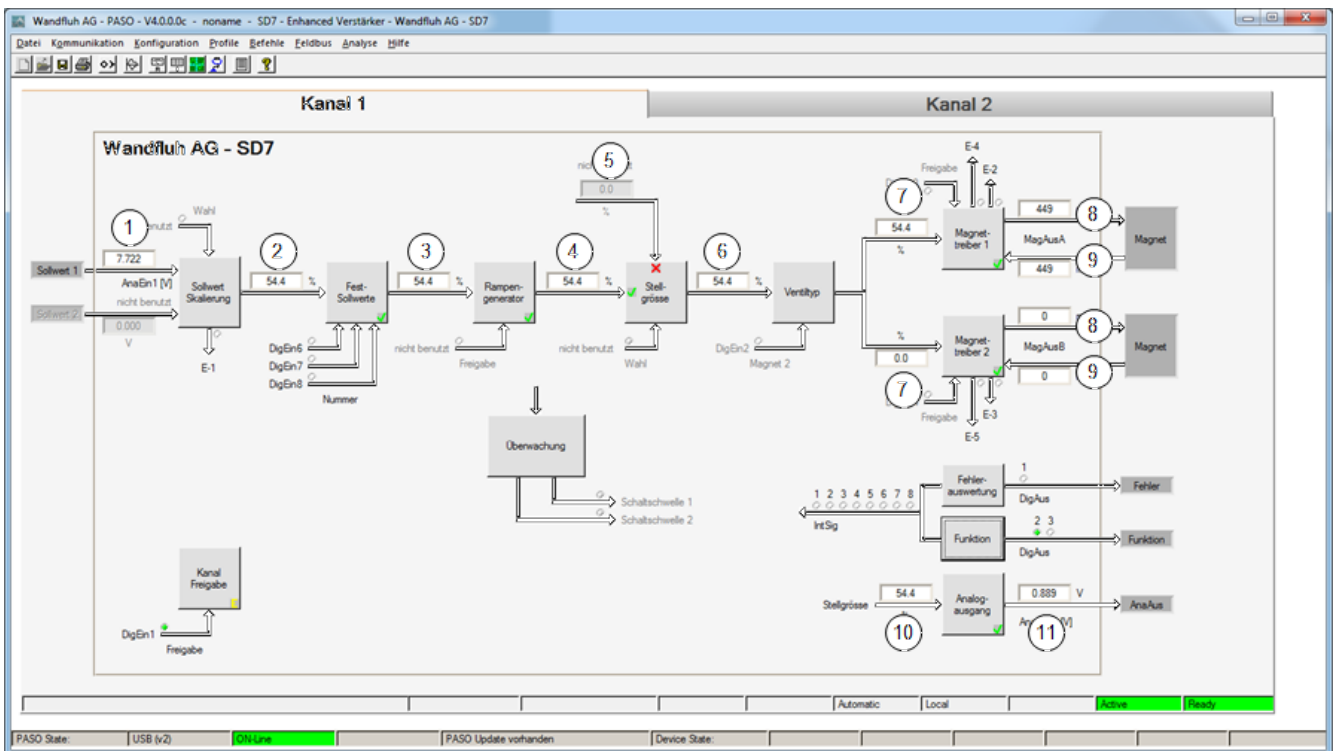 Wandfluh AG - PASO - V4.0.0.0c - noname - SD7 - Enhanced Verstärker - Wandfluh AG - SD7
Datei Kommunikation Konfiguration Profile Befehle Feldbus Analyse Hilfe
Kanal 1
Kanal 2
Wandfluh AG - SD7
Wahl
1
7.722
AnaEin1 [V]
nicht benutzt
0.000
V
Sollwert 1
Sollwert 2
Sollwert Skalierung
E-1
2
54.4 %
Fest-
Sollwerte
DigEin6
DigEin7
DigEin8
Nummer
3
54.4 %
Rampen-
generator
nicht benutzt
Freigabe
4
54.4 %
5
0.0
%
Stell-
grösse
nicht benutzt
Wahl
6
54.4 %
Ventiltyp
DigEin2
Magnet 2
7
54.4
%
Freigabe
E-4
E-2
Magnet-
treiber 1
449
8
MagAusA
9
449
Magnet
%
0.0
7
Freigabe
Magnet-
treiber 2
E-3
E-5
0
8
MagAusB
9
0
Magnet
Überwachung
Schaltschwelle 1
Schaltschwelle 2
1 2 3 4 5 6 7 8
IntSig
Fehler-
auswertung
1
DigAus
Fehler
Funktion
2 3
DigAus
Funktion
Stellgrösse
54.4
10
Analog-
ausgang
0.889 V
11
AnaAus
Kanal
Freigabe
DigEin1
Freigabe
Automatic
Local
Active
Ready
PASO State:
USB (v2)
ON-Line
PASO Update vorhanden
Device State: